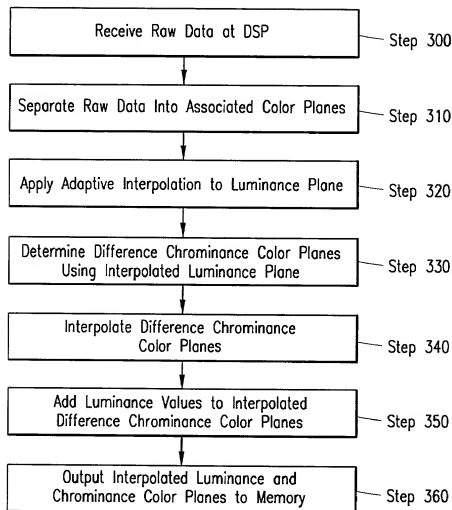 Receive Raw Data at DSP
Step 300
Separate Raw Data Into Associated Color Planes
Step 310
Apply Adaptive Interpolation to Luminance Plane
Step 320
Determine Difference Chrominance Color Planes
Using Interpolated Luminance Plane
Step 330
Interpolate Difference Chrominance
Color Planes
Step 340
Add Luminance Values to Interpolated
Difference Chrominance Color Planes
Step 350
Output Interpolated Luminance and
Chrominance Color Planes to Memory
Step 360